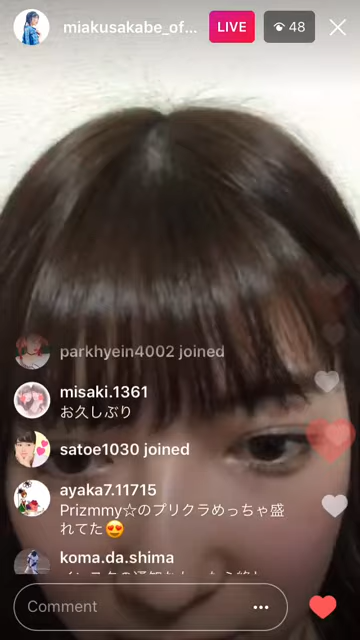 miakusakabe_of...
LIVE
48
parkhyein4002 joined
misaki.1361
お久しぶり
satoe1030 joined
ayaka7.11715
Prizmmy☆のプリクラめっちゃ盛
れてた😍
koma.da.shima
Comment